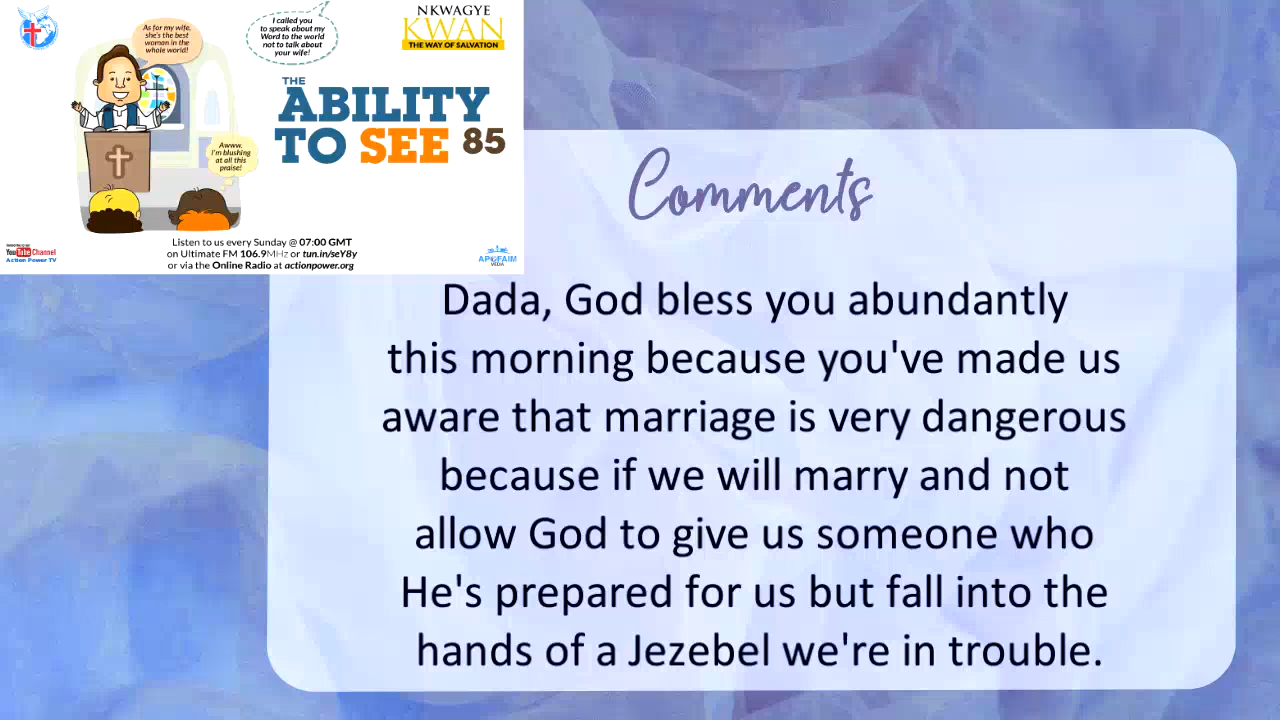 As for my wife,
she's the best
woman in the
whole world!
I called you
to speak about my
Word to the world
not to talk about
your wife!
NKWAGYE
KWAN
THE WAY OF SALVATION
THE
ABILITY
TO SEE 85
Awww,
I'm blushing
at all this
praise!
YouTube Channel
Action Power TV
Listen to us every Sunday @ 07:00 GMT
on Ultimate FM 106.9MHz or tun.in/seY8y
or via the Online Radio at actionpower.org
APOFAIM
MEDIA
Comments
Dada, God bless you abundantly
this morning because you've made us
aware that marriage is very dangerous
because if we will marry and not
allow God to give us someone who
He's prepared for us but fall into the
hands of a Jezebel we're in trouble.